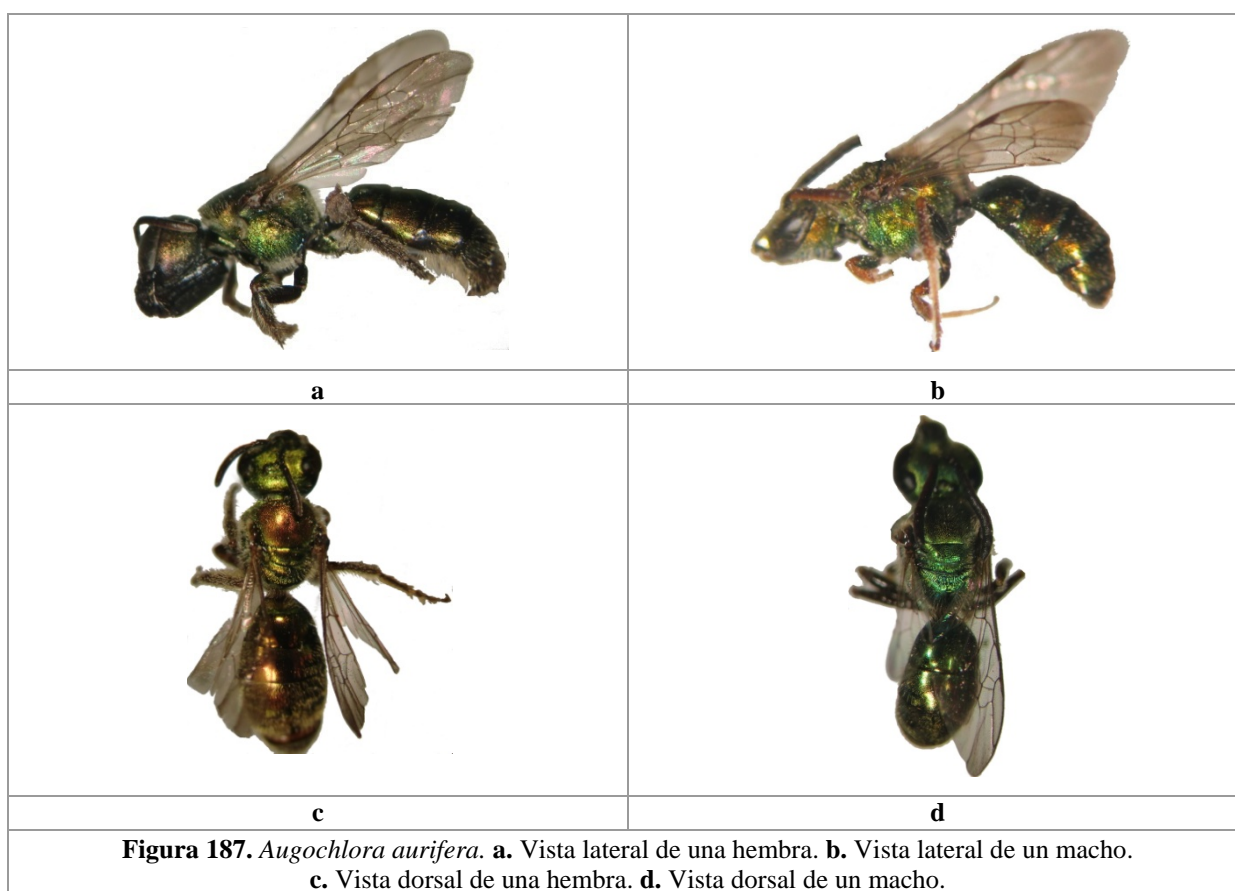 a
b
c
d
Figura 187. Augochlora aurifera. a. Vista lateral de una hembra. b. Vista lateral de un macho.
c. Vista dorsal de una hembra. d. Vista dorsal de un macho.